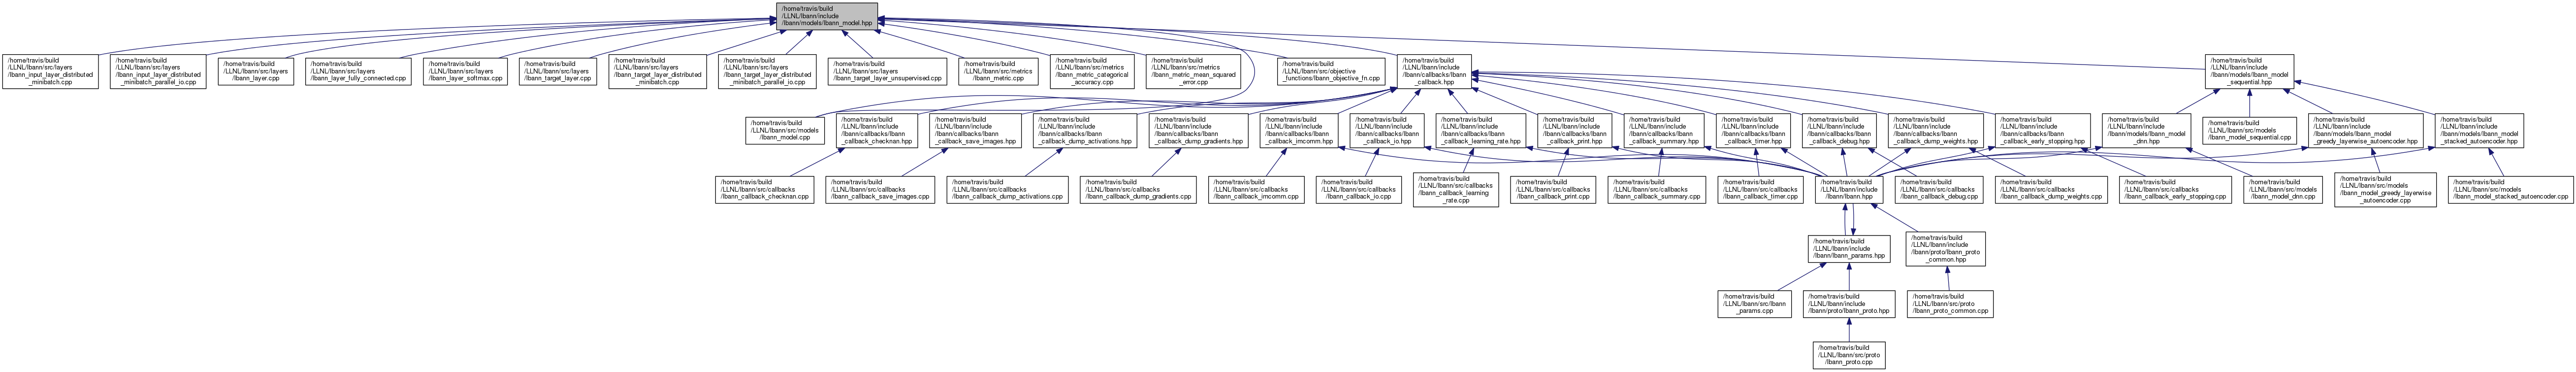 /home/travis/build
/LLNL/lbann/include
/lbann/models/lbann_model.hpp
/home/travis/build
/LLNL/lbann/src/layers
/lbann_input_layer_distributed
_minibatch.cpp
/home/travis/build
/LLNL/lbann/src/layers
/lbann_input_layer_distributed
_minibatch_parallel_io.cpp
/home/travis/build
/LLNL/lbann/src/layers
/lbann_layer.cpp
/home/travis/build
/LLNL/lbann/src/layers
/lbann_layer_fully_connected.cpp
/home/travis/build
/LLNL/lbann/src/layers
/lbann_layer_softmax.cpp
/home/travis/build
/LLNL/lbann/src/layers
/lbann_target_layer.cpp
/home/travis/build
/LLNL/lbann/src/layers
/lbann_target_layer_distributed
_minibatch.cpp
/home/travis/build
/LLNL/lbann/src/layers
/lbann_target_layer_distributed
_minibatch_parallel_io.cpp
/home/travis/build
/LLNL/lbann/src/layers
/lbann_target_layer_unsupervised.cpp
/home/travis/build
/LLNL/lbann/src/metrics
/lbann_metric.cpp
/home/travis/build
/LLNL/lbann/src/metrics
/lbann_metric_categorical
_accuracy.cpp
/home/travis/build
/LLNL/lbann/src/metrics
/lbann_metric_mean_squared
_error.cpp
/home/travis/build
/LLNL/lbann/src/objective
_functions/lbann_objective_fn.cpp
/home/travis/build
/LLNL/lbann/include
/lbann/callbacks/lbann
_callback.hpp
/home/travis/build
/LLNL/lbann/include
/lbann/models/lbann_model
_sequential.hpp
/home/travis/build
/LLNL/lbann/src/models
/lbann_model.cpp
/home/travis/build
/LLNL/lbann/include
/lbann/callbacks/lbann
_callback_checknan.hpp
/home/travis/build
/LLNL/lbann/include
/lbann/callbacks/lbann
_callback_save_images.hpp
/home/travis/build
/LLNL/lbann/include
/lbann/callbacks/lbann
_callback_dump_activations.hpp
/home/travis/build
/LLNL/lbann/include
/lbann/callbacks/lbann
_callback_dump_gradients.hpp
/home/travis/build
/LLNL/lbann/include
/lbann/callbacks/lbann
_callback_imcomm.hpp
/home/travis/build
/LLNL/lbann/include
/lbann/callbacks/lbann
_callback_io.hpp
/home/travis/build
/LLNL/lbann/include
/lbann/callbacks/lbann
_callback_learning_rate.hpp
/home/travis/build
/LLNL/lbann/include
/lbann/callbacks/lbann
_callback_print.hpp
/home/travis/build
/LLNL/lbann/include
/lbann/callbacks/lbann
_callback_summary.hpp
/home/travis/build
/LLNL/lbann/include
/lbann/callbacks/lbann
_callback_timer.hpp
/home/travis/build
/LLNL/lbann/include
/lbann/callbacks/lbann
_callback_debug.hpp
/home/travis/build
/LLNL/lbann/include
/lbann/callbacks/lbann
_callback_dump_weights.hpp
/home/travis/build
/LLNL/lbann/include
/lbann/callbacks/lbann
_callback_early_stopping.hpp
/home/travis/build
/LLNL/lbann/include
/lbann/models/lbann_model
_dnn.hpp
/home/travis/build
/LLNL/lbann/src/models
/lbann_model_sequential.cpp
/home/travis/build
/LLNL/lbann/include
/lbann/models/lbann_model
_greedy_layerwise_autoencoder.hpp
/home/travis/build
/LLNL/lbann/include
/lbann/models/lbann_model
_stacked_autoencoder.hpp
/home/travis/build
/LLNL/lbann/src/callbacks
/lbann_callback_checknan.cpp
/home/travis/build
/LLNL/lbann/src/callbacks
/lbann_callback_save_images.cpp
/home/travis/build
/LLNL/lbann/src/callbacks
/lbann_callback_dump_activations.cpp
/home/travis/build
/LLNL/lbann/src/callbacks
/lbann_callback_dump_gradients.cpp
/home/travis/build
/LLNL/lbann/src/callbacks
/lbann_callback_imcomm.cpp
/home/travis/build
/LLNL/lbann/src/callbacks
/lbann_callback_io.cpp
/home/travis/build
/LLNL/lbann/src/callbacks
/lbann_callback_learning
_rate.cpp
/home/travis/build
/LLNL/lbann/src/callbacks
/lbann_callback_print.cpp
/home/travis/build
/LLNL/lbann/src/callbacks
/lbann_callback_summary.cpp
/home/travis/build
/LLNL/lbann/src/callbacks
/lbann_callback_timer.cpp
/home/travis/build
/LLNL/lbann/include
/lbann/lbann.hpp
/home/travis/build
/LLNL/lbann/src/callbacks
/lbann_callback_debug.cpp
/home/travis/build
/LLNL/lbann/src/callbacks
/lbann_callback_dump_weights.cpp
/home/travis/build
/LLNL/lbann/src/callbacks
/lbann_callback_early_stopping.cpp
/home/travis/build
/LLNL/lbann/src/models
/lbann_model_dnn.cpp
/home/travis/build
/LLNL/lbann/src/models
/lbann_model_greedy_layerwise
_autoencoder.cpp
/home/travis/build
/LLNL/lbann/src/models
/lbann_model_stacked_autoencoder.cpp
/home/travis/build
/LLNL/lbann/include
/lbann/lbann_params.hpp
/home/travis/build
/LLNL/lbann/include
/lbann/proto/lbann_proto
_common.hpp
/home/travis/build
/LLNL/lbann/src/lbann
_params.cpp
/home/travis/build
/LLNL/lbann/include
/lbann/proto/lbann_proto.hpp
/home/travis/build
/LLNL/lbann/src/proto
/lbann_proto_common.cpp
/home/travis/build
/LLNL/lbann/src/proto
/lbann_proto.cpp